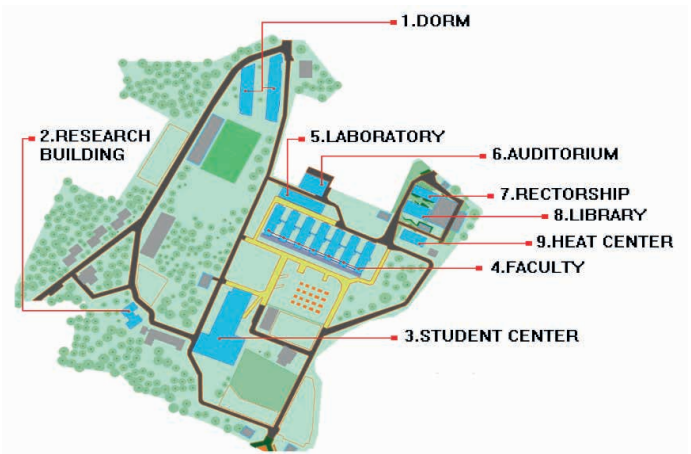 1.DORM
2.RESEARCH
BUILDING
5.LABORATORY
6.AUDITORIUM
7.RECTORSHIP
8.LIBRARY
9.HEAT CENTER
4.FACULTY
3.STUDENT CENTER